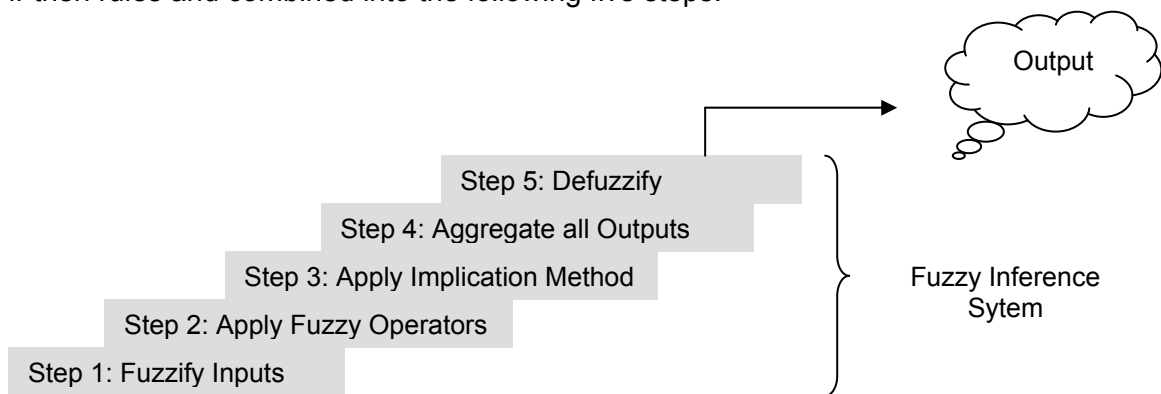 if then rules and combined into the following five steps:
Output
Step 5: Defuzzify
Step 4: Aggregate all Outputs
Step 3: Apply Implication Method
Fuzzy Inference
Sytem
Step 2: Apply Fuzzy Operators
Step 1: Fuzzify Inputs